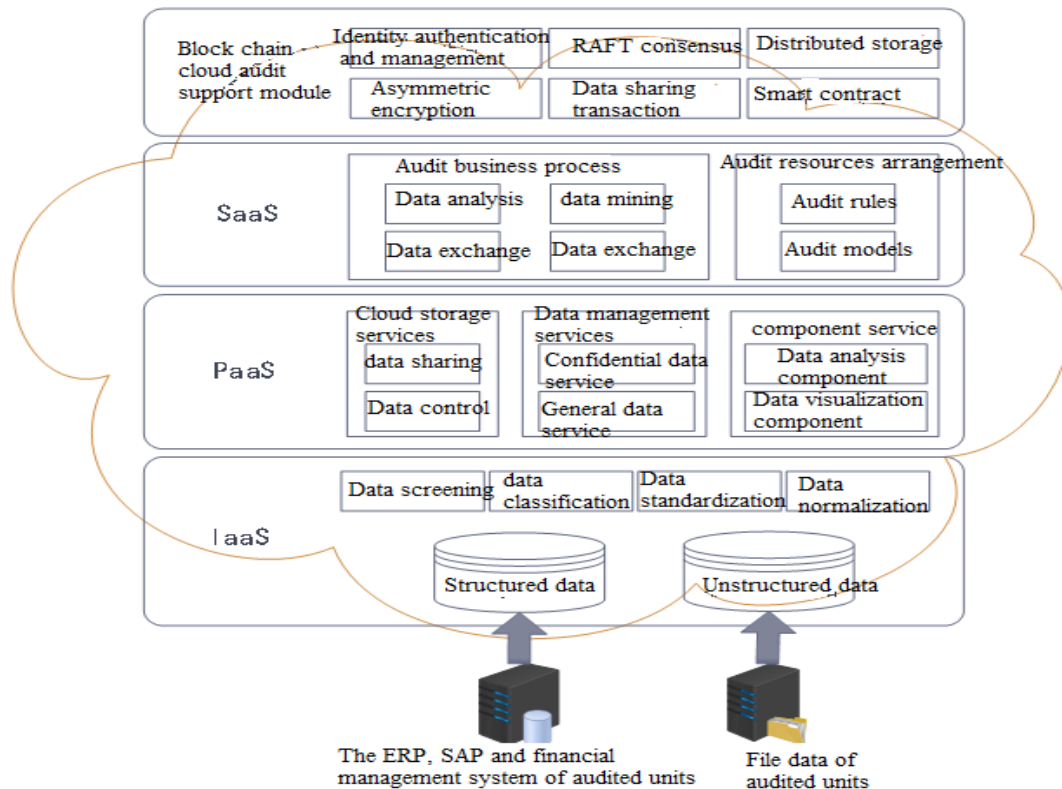 Block chain
cloud audit
support module
Identity authentication
and management
RAFT consensus
Distributed storage
Asymmetric
encryption
Data sharing
transaction
Smart contract
SaaS
Audit business process
Data analysis
data mining
Data exchange
Data exchange
Audit resources arrangement
Audit rules
Audit models
PaaS
Cloud storage
services
data sharing
Data control
Data management
services
Confidential data
service
General data
service
component service
Data analysis
component
Data visualization
component
IaaS
Data screening
data
classification
Data
standardization
Data
normalization
Structured data
Unstructured data
The ERP, SAP and financial
management system of audited units
File data of
audited units